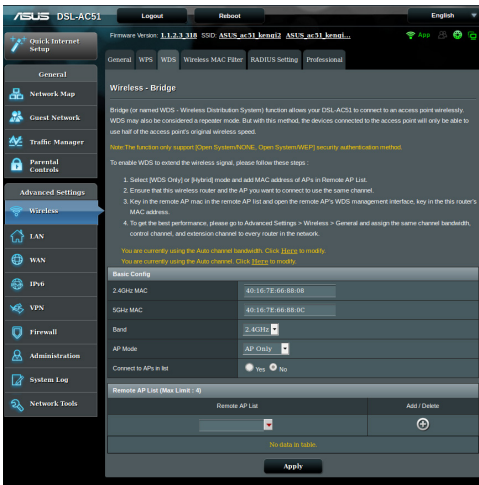 ASUS DSL-AC51
Logout
Reboot
English
Quick Internet Setup
Firmware Version: 1.1.2.3_318 SSID: ASUS_ac51_kengi2 ASUS_ac51_kengi...
App
General WPS WDS Wireless MAC Filter RADIUS Setting Professional
General
Network Map
Guest Network
Traffic Manager
Parental Controls
Advanced Settings
Wireless
LAN
WAN
IPv6
VPN
Firewall
Administration
System Log
Network Tools
Wireless - Bridge
Bridge (or named WDS - Wireless Distribution System) function allows your DSL-AC51 to connect to an access point wirelessly.
WDS may also be considered a repeater mode. But with this method, the devices connected to the access point will only be able to
use half of the access point's original wireless speed.
Note:The function only support [Open System/NONE, Open System/WEP] security authentication method.
To enable WDS to extend the wireless signal, please follow these steps :
1. Select [WDS Only] or [Hybrid] mode and add MAC address of APs in Remote AP List.
2. Ensure that this wireless router and the AP you want to connect to use the same channel.
3. Key in the remote AP mac in the remote AP list and open the remote AP's WDS management interface, key in the this router's
MAC address.
4. To get the best performance, please go to Advanced Settings > Wireless > General and assign the same channel bandwidth,
control channel, and extension channel to every router in the network.
You are currently using the Auto channel bandwidth. Click Here to modify.
You are currently using the Auto channel. Click Here to modify.
Basic Config
2.4GHz MAC 40:16:7E:66:88:08
5GHz MAC 40:16:7E:66:88:0C
Band 2.4GHz
AP Mode AP Only
Connect to APs in list Yes No
Remote AP List (Max Limit : 4)
Remote AP List Add / Delete
No data in table.
Apply